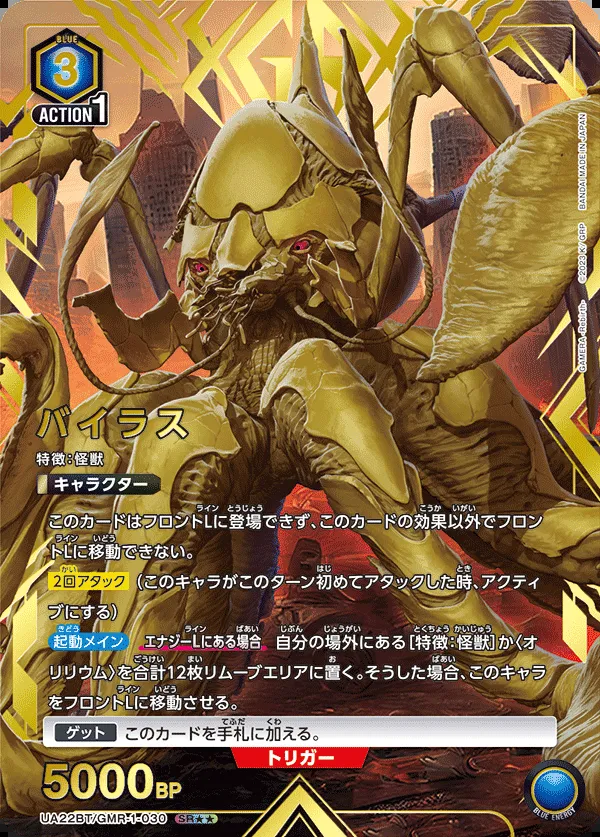 BLUE
3
ACTION 1
GAMERA -Rebirth- ©2023 K/GRP BANDAI MADE IN JAPAN
バイラス
特徴:怪獣
キャラクター
このカードはフロントLに登場できず、このカードの効果以外でフロン
トLに移動できない。
2回アタック (このキャラがこのターン初めてアタックした時、アクティ
ブにする)
起動メイン エナジーLにある場合 自分の場外にある[特徴:怪獣]か〈オ
リリウム〉を合計12枚リムーブエリアに置く。そうした場合、このキャラ
をフロントLに移動させる。
ゲット このカードを手札に加える。
トリガー
5000BP
BLUE ENERGY
UA22BT/GMR-1-030 SR★★